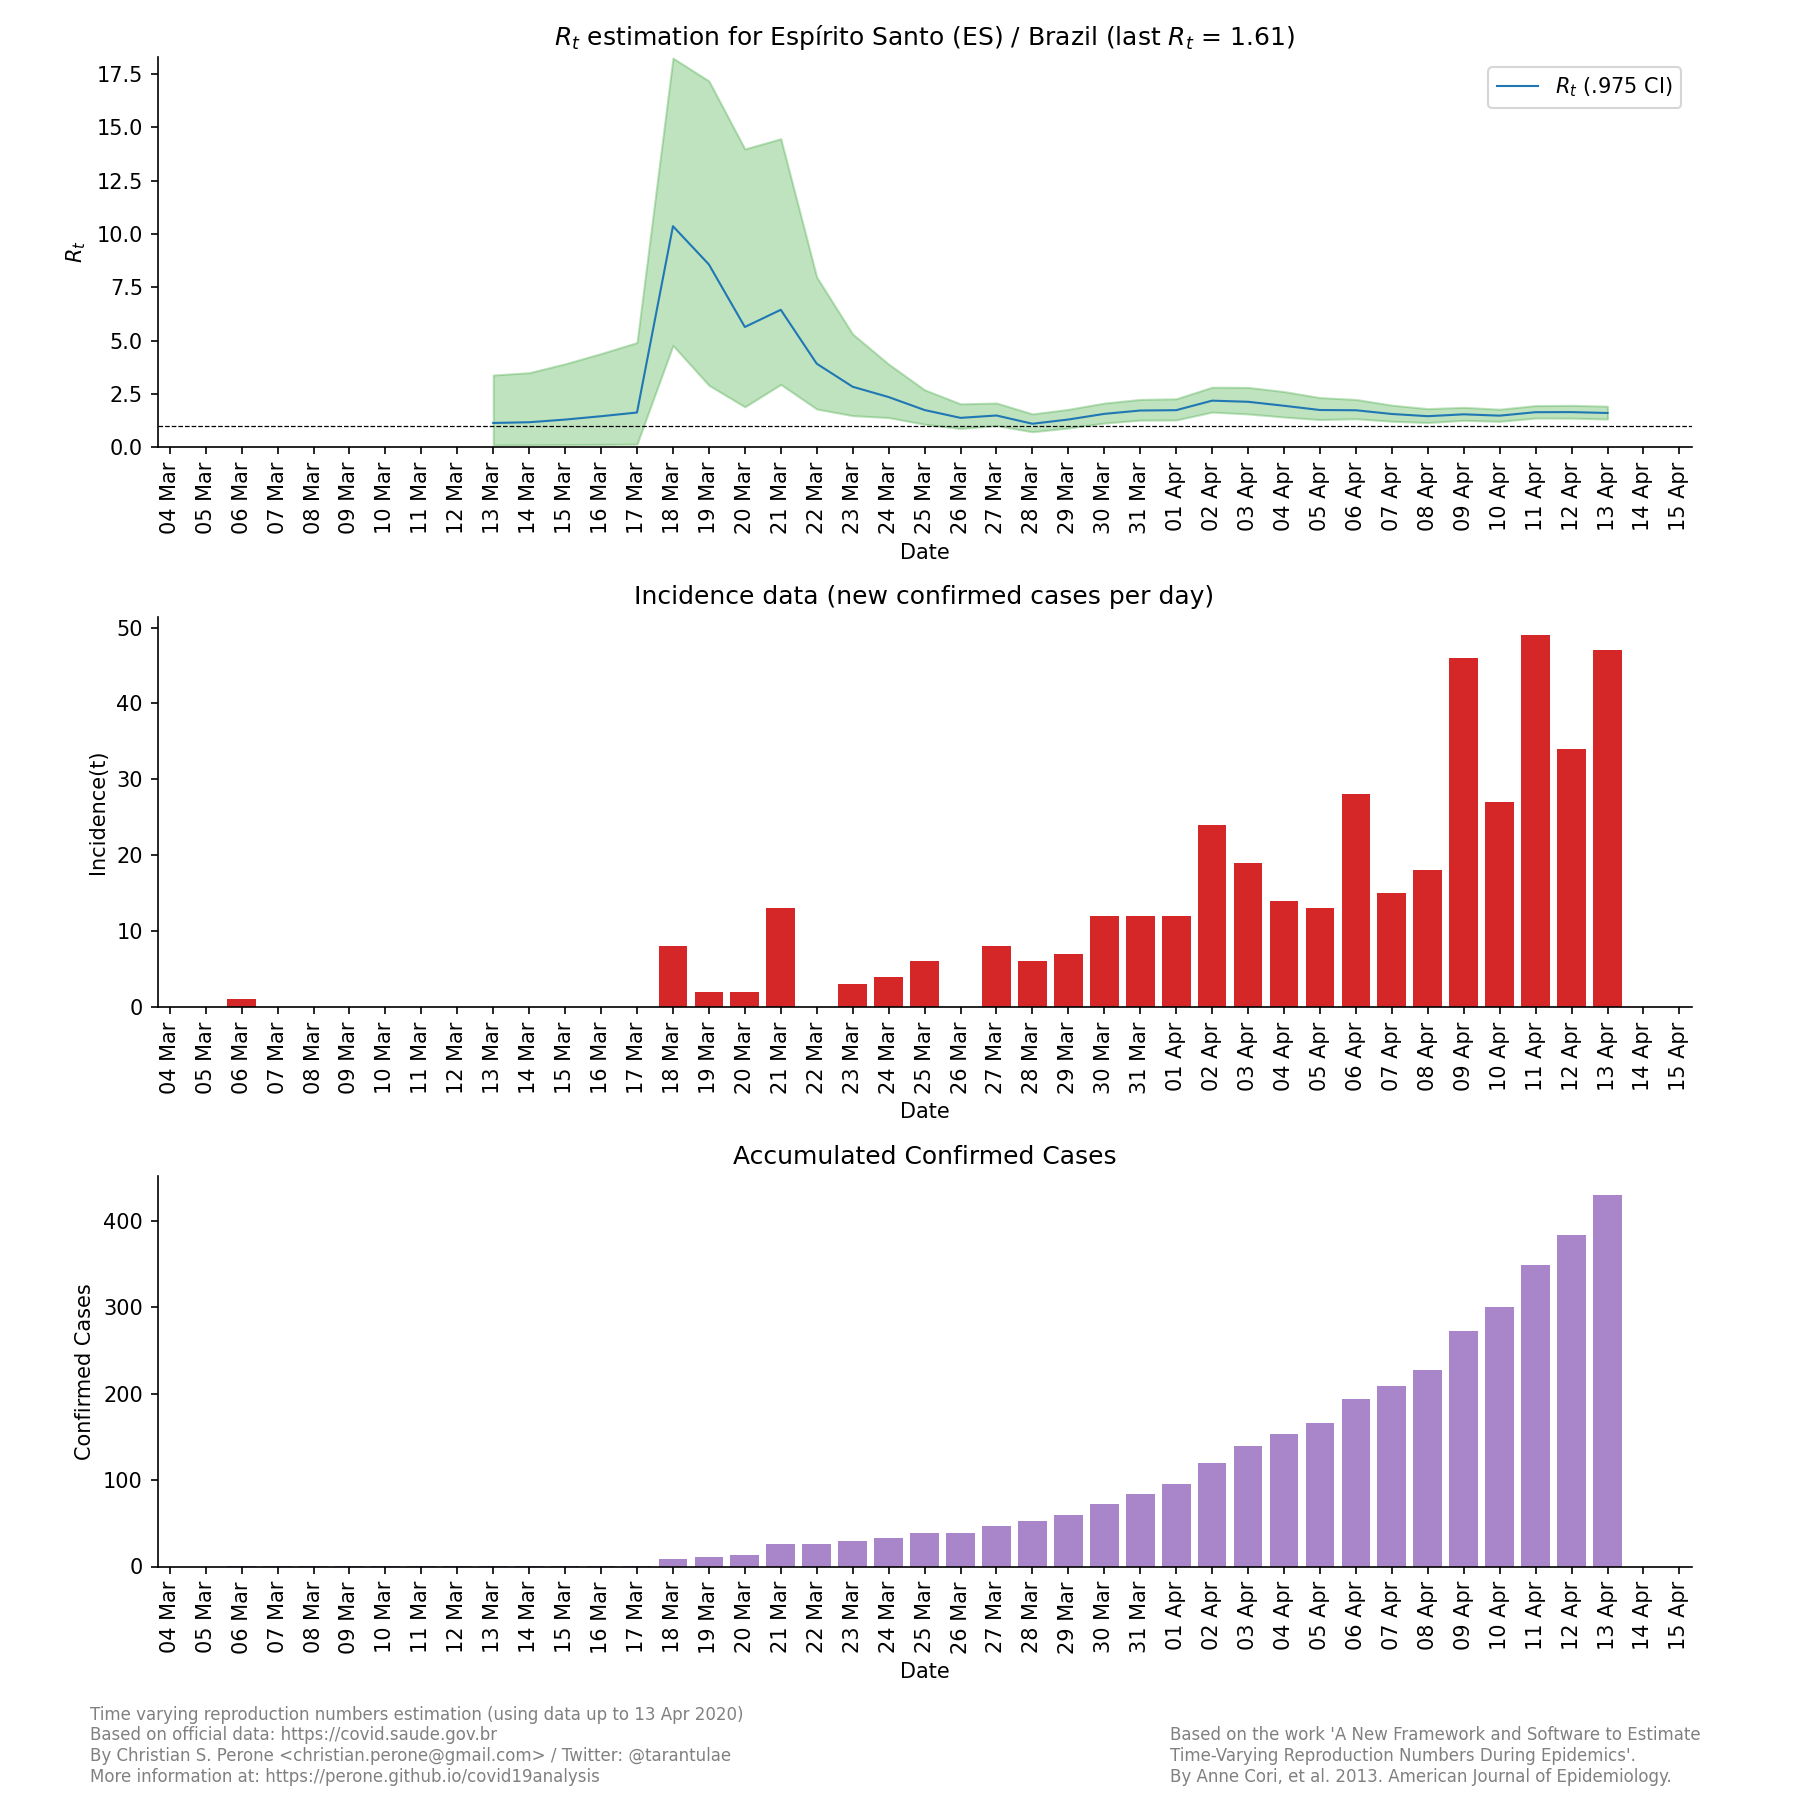 R_t estimation for Espírito Santo (ES) / Brazil (last R_t = 1.61)
17.5
15.0
12.5
10.0
7.5
5.0
2.5
0.0
R_t
R_t (.975 CI)
04 Mar 05 Mar 06 Mar 07 Mar 08 Mar 09 Mar 10 Mar 11 Mar 12 Mar 13 Mar 14 Mar 15 Mar 16 Mar 17 Mar 18 Mar 19 Mar 20 Mar 21 Mar 22 Mar 23 Mar 24 Mar 25 Mar 26 Mar 27 Mar 28 Mar 29 Mar 30 Mar 31 Mar 01 Apr 02 Apr 03 Apr 04 Apr 05 Apr 06 Apr 07 Apr 08 Apr 09 Apr 10 Apr 11 Apr 12 Apr 13 Apr 14 Apr 15 Apr
Date
Incidence data (new confirmed cases per day)
50
40
30
20
10
0
Incidence(t)
04 Mar 05 Mar 06 Mar 07 Mar 08 Mar 09 Mar 10 Mar 11 Mar 12 Mar 13 Mar 14 Mar 15 Mar 16 Mar 17 Mar 18 Mar 19 Mar 20 Mar 21 Mar 22 Mar 23 Mar 24 Mar 25 Mar 26 Mar 27 Mar 28 Mar 29 Mar 30 Mar 31 Mar 01 Apr 02 Apr 03 Apr 04 Apr 05 Apr 06 Apr 07 Apr 08 Apr 09 Apr 10 Apr 11 Apr 12 Apr 13 Apr 14 Apr 15 Apr
Date
Accumulated Confirmed Cases
400
300
200
100
0
Confirmed Cases
04 Mar 05 Mar 06 Mar 07 Mar 08 Mar 09 Mar 10 Mar 11 Mar 12 Mar 13 Mar 14 Mar 15 Mar 16 Mar 17 Mar 18 Mar 19 Mar 20 Mar 21 Mar 22 Mar 23 Mar 24 Mar 25 Mar 26 Mar 27 Mar 28 Mar 29 Mar 30 Mar 31 Mar 01 Apr 02 Apr 03 Apr 04 Apr 05 Apr 06 Apr 07 Apr 08 Apr 09 Apr 10 Apr 11 Apr 12 Apr 13 Apr 14 Apr 15 Apr
Date
Time varying reproduction numbers estimation (using data up to 13 Apr 2020)
Based on official data: https://covid.saude.gov.br
By Christian S. Perone <christian.perone@gmail.com> / Twitter: @tarantulae
More information at: https://perone.github.io/covid19analysis
Based on the work 'A New Framework and Software to Estimate
Time-Varying Reproduction Numbers During Epidemics'.
By Anne Cori, et al. 2013. American Journal of Epidemiology.